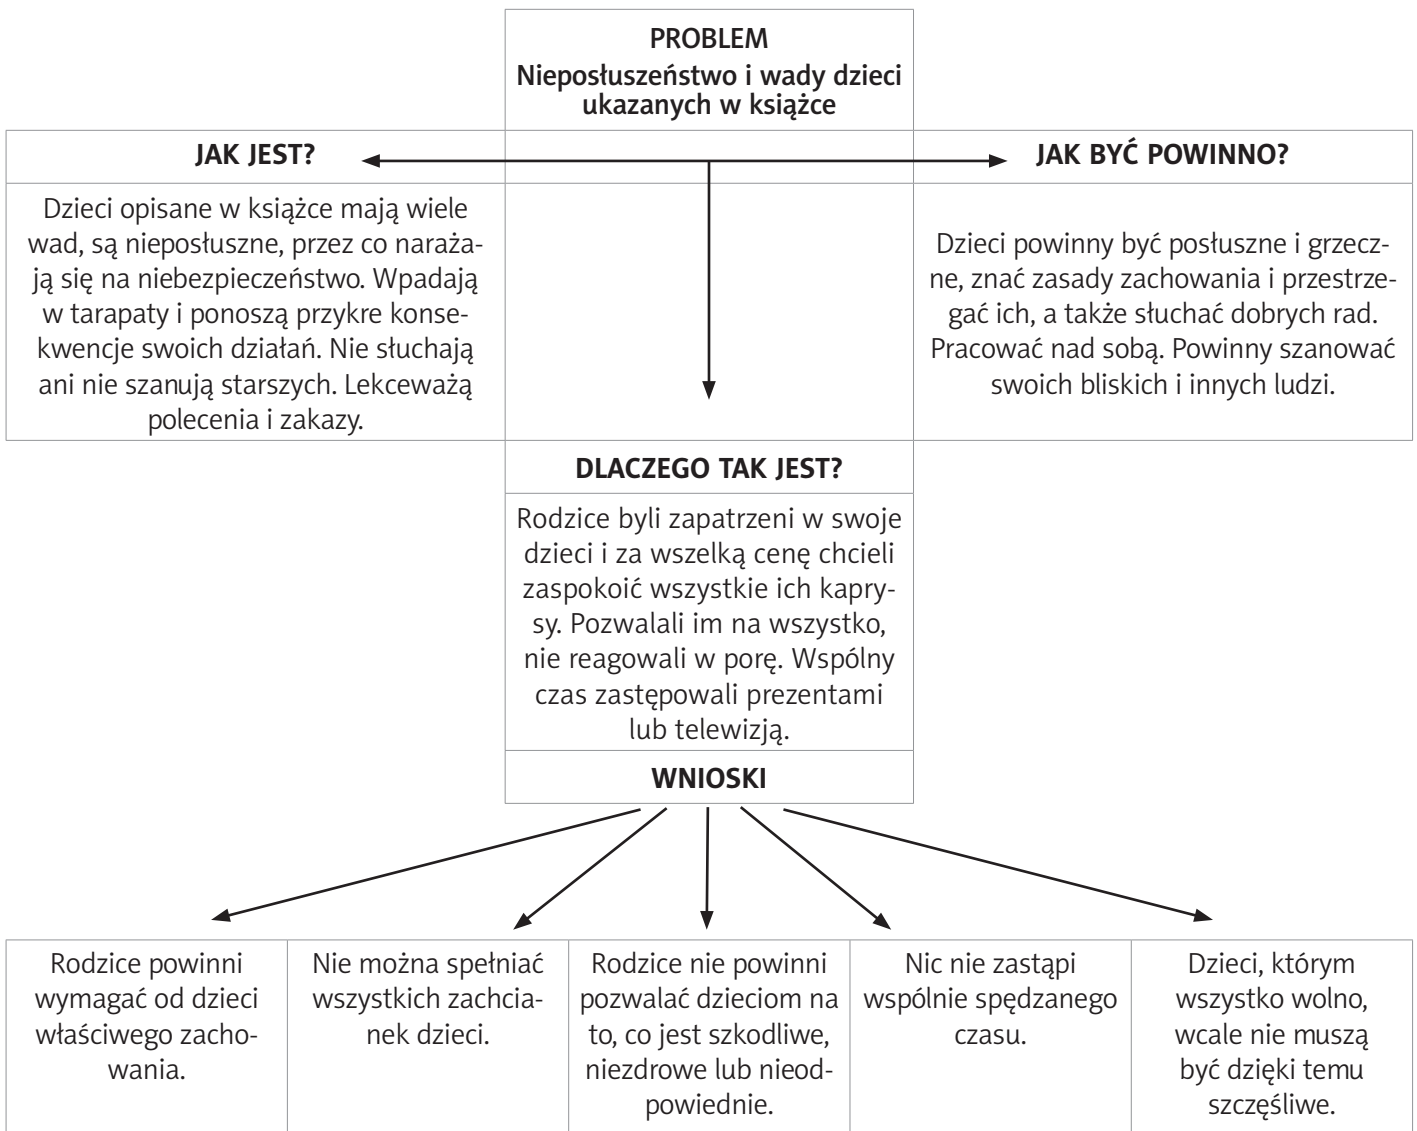 PROBLEM
Nieposłuszeństwo i wady dzieci
ukazanych w książce
JAK JEST?
Dzieci opisane w książce mają wiele
wad, są nieposłuszne, przez co naraża-
ją się na niebezpieczeństwo. Wpadają
w tarapaty i ponoszą przykre konse-
kwencje swoich działań. Nie słuchają
ani nie szanują starszych. Lekceważą
polecenia i zakazy.
JAK BYĆ POWINNO?
Dzieci powinny być posłuszne i grzecz-
ne, znać zasady zachowania i przestrze-
gać ich, a także słuchać dobrych rad.
Pracować nad sobą. Powinny szanować
swoich bliskich i innych ludzi.
DLACZEGO TAK JEST?
Rodzice byli zapatrzeni w swoje
dzieci i za wszelką cenę chcieli
zaspokoić wszystkie ich kapry-
sy. Pozwalali im na wszystko,
nie reagowali w porę. Wspólny
czas zastępowali prezentami
lub telewizją.
WNIOSKI
Rodzice powinni
wymagać od dzieci
właściwego zacho-
wania.
Nie można spełniać
wszystkich zachcia-
nek dzieci.
Rodzice nie powinni
pozwalać dzieciom na
to, co jest szkodliwe,
niezdrowe lub nieod-
powiednie.
Nic nie zastąpi
wspólnie spędzanego
czasu.
Dzieci, którym
wszystko wolno,
wcale nie muszą
być dzięki temu
szczęśliwe.